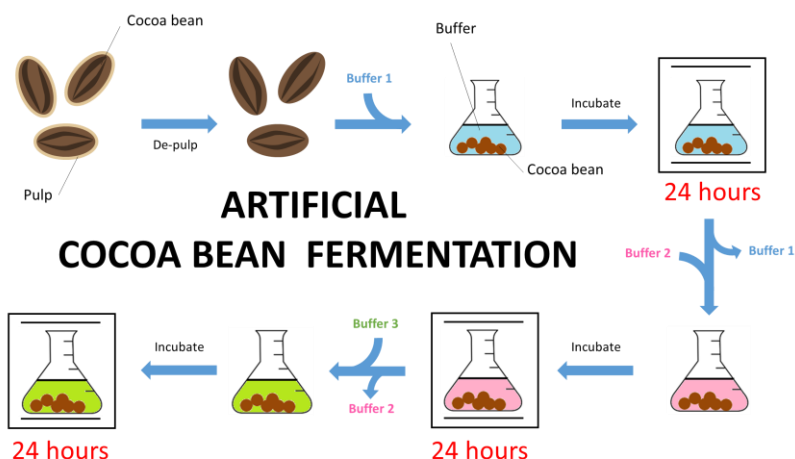 Cocoa bean
Pulp
De-pulp
Buffer 1
Buffer
Cocoa bean
Incubate
24 hours
ARTIFICIAL
COCOA BEAN FERMENTATION
Buffer 2
Buffer 1
Incubate
24 hours
Buffer 3
Buffer 2
Incubate
24 hours